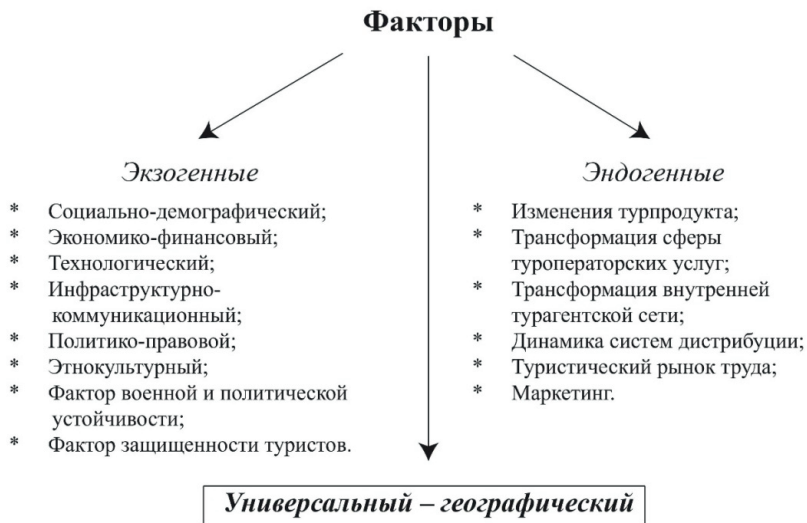 Факторы
Экзогенные
* Социально-демографический;
* Экономико-финансовый;
* Технологический;
* Инфраструктурно-
коммуникационный;
* Политико-правовой;
* Этнокультурный;
* Фактор военной и политической
устойчивости;
* Фактор защищенности туристов.
Эндогенные
* Изменения турпродукта;
* Трансформация сферы
туроператорских услуг;
* Трансформация внутренней
турагентской сети;
* Динамика систем дистрибуции;
* Туристический рынок труда;
* Маркетинг.
Универсальный – географический